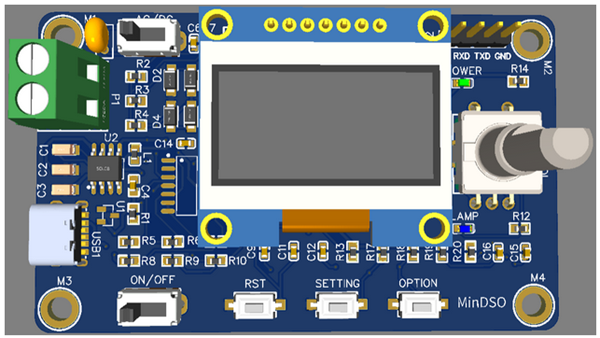 AC/DC
RXD TXD GND
M2
POWER
R14
R2
R3
R4
P1
D2
D4
C14
U2
C1
C2
C3
L1
C4
U1
R1
USB1
R5
R8
R9
R10
LAMP
R12
C9
C11
C12
R13
R17
R18
R19
R20
C16
C15
M3
ON/OFF
RST
SETTING
OPTION
MinDSO
M4